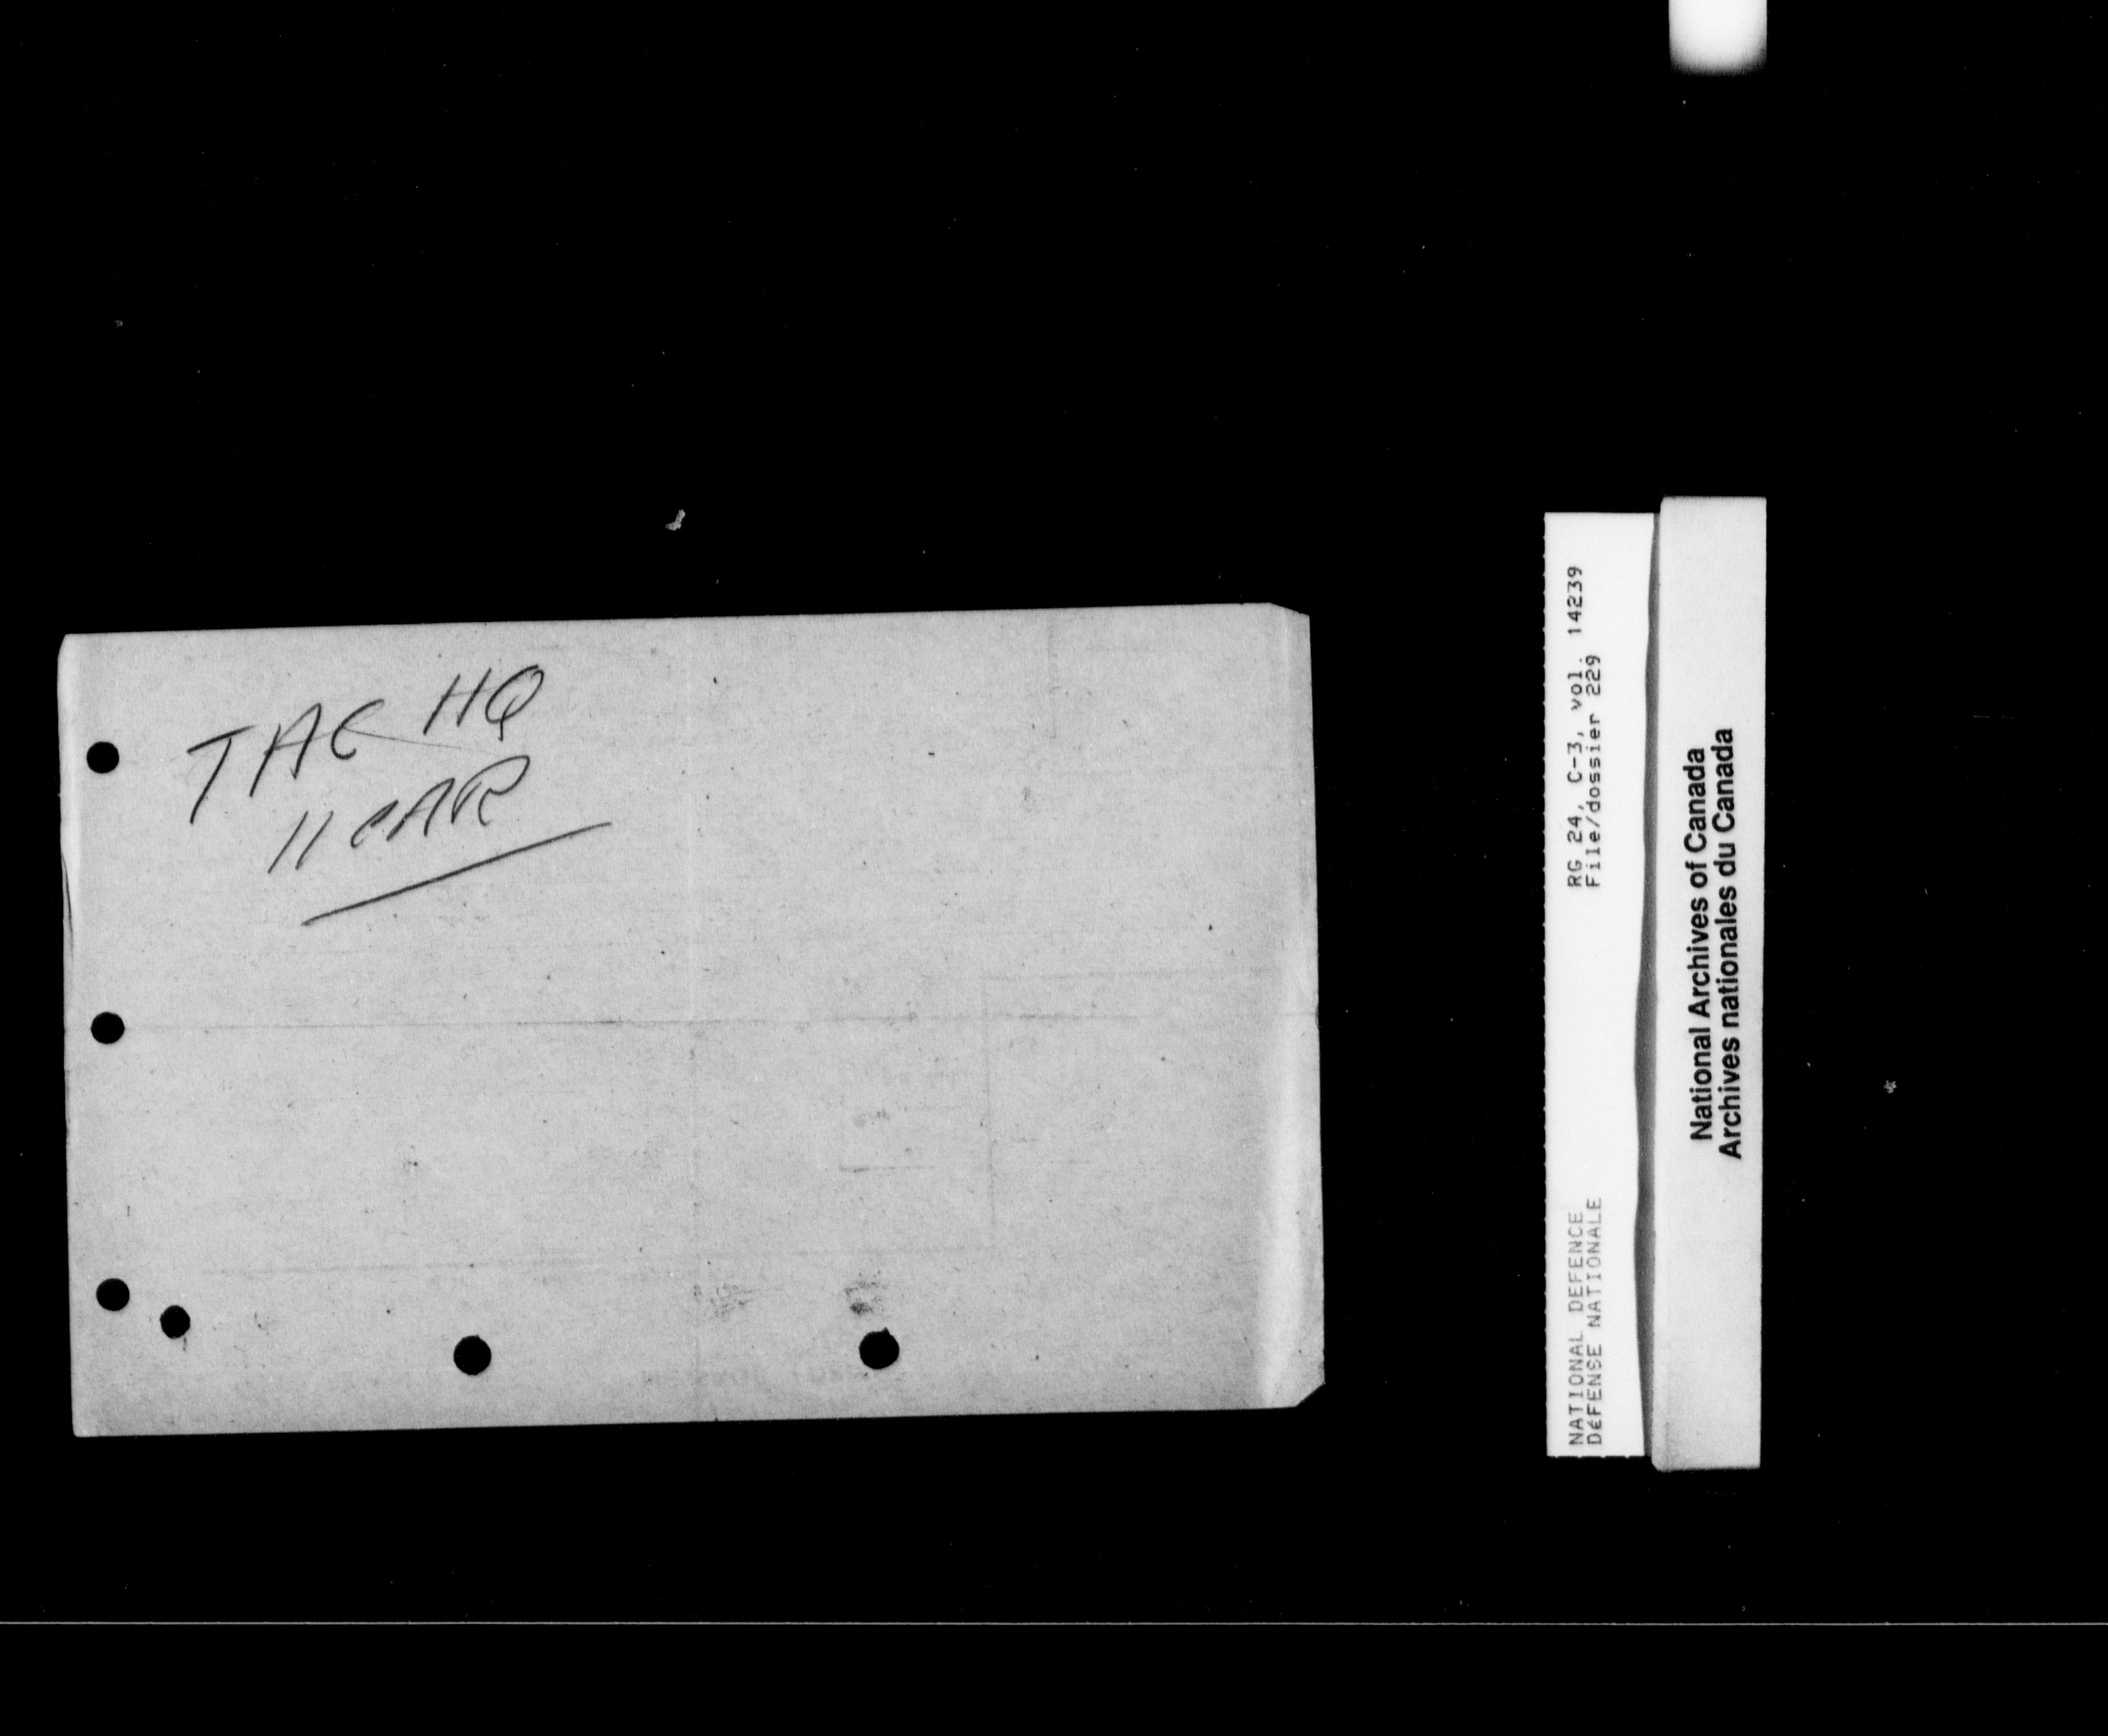 TAC HQ
11 CAR
RG 24, C-3, vol. 14239
File/dossier 229
NATIONAL DEFENCE
DéFENSE NATIONALE
National Archives of Canada
Archives nationales du Canada